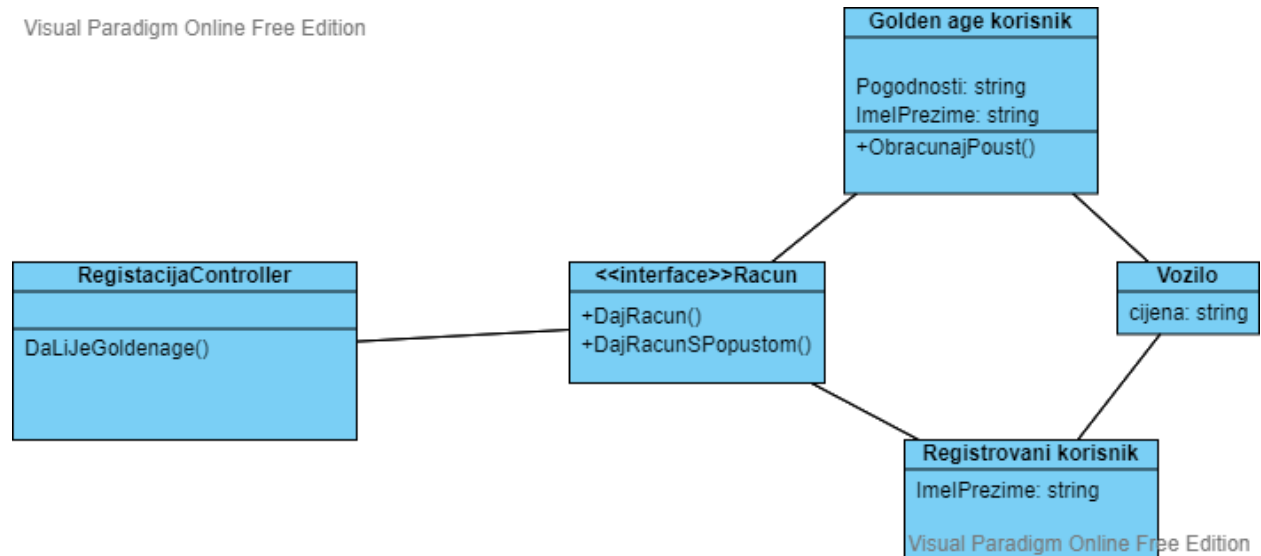 Visual Paradigm Online Free Edition
Golden age korisnik
Pogodnosti: string
ImeIPrezime: string
+ObracunajPoust()
RegistacijaController
DaLiJeGoldenage()
<<interface>>Racun
+DajRacun()
+DajRacunSPopustom()
Vozilo
cijena: string
Registrovani korisnik
ImeIPrezime: string
Visual Paradigm Online Free Edition